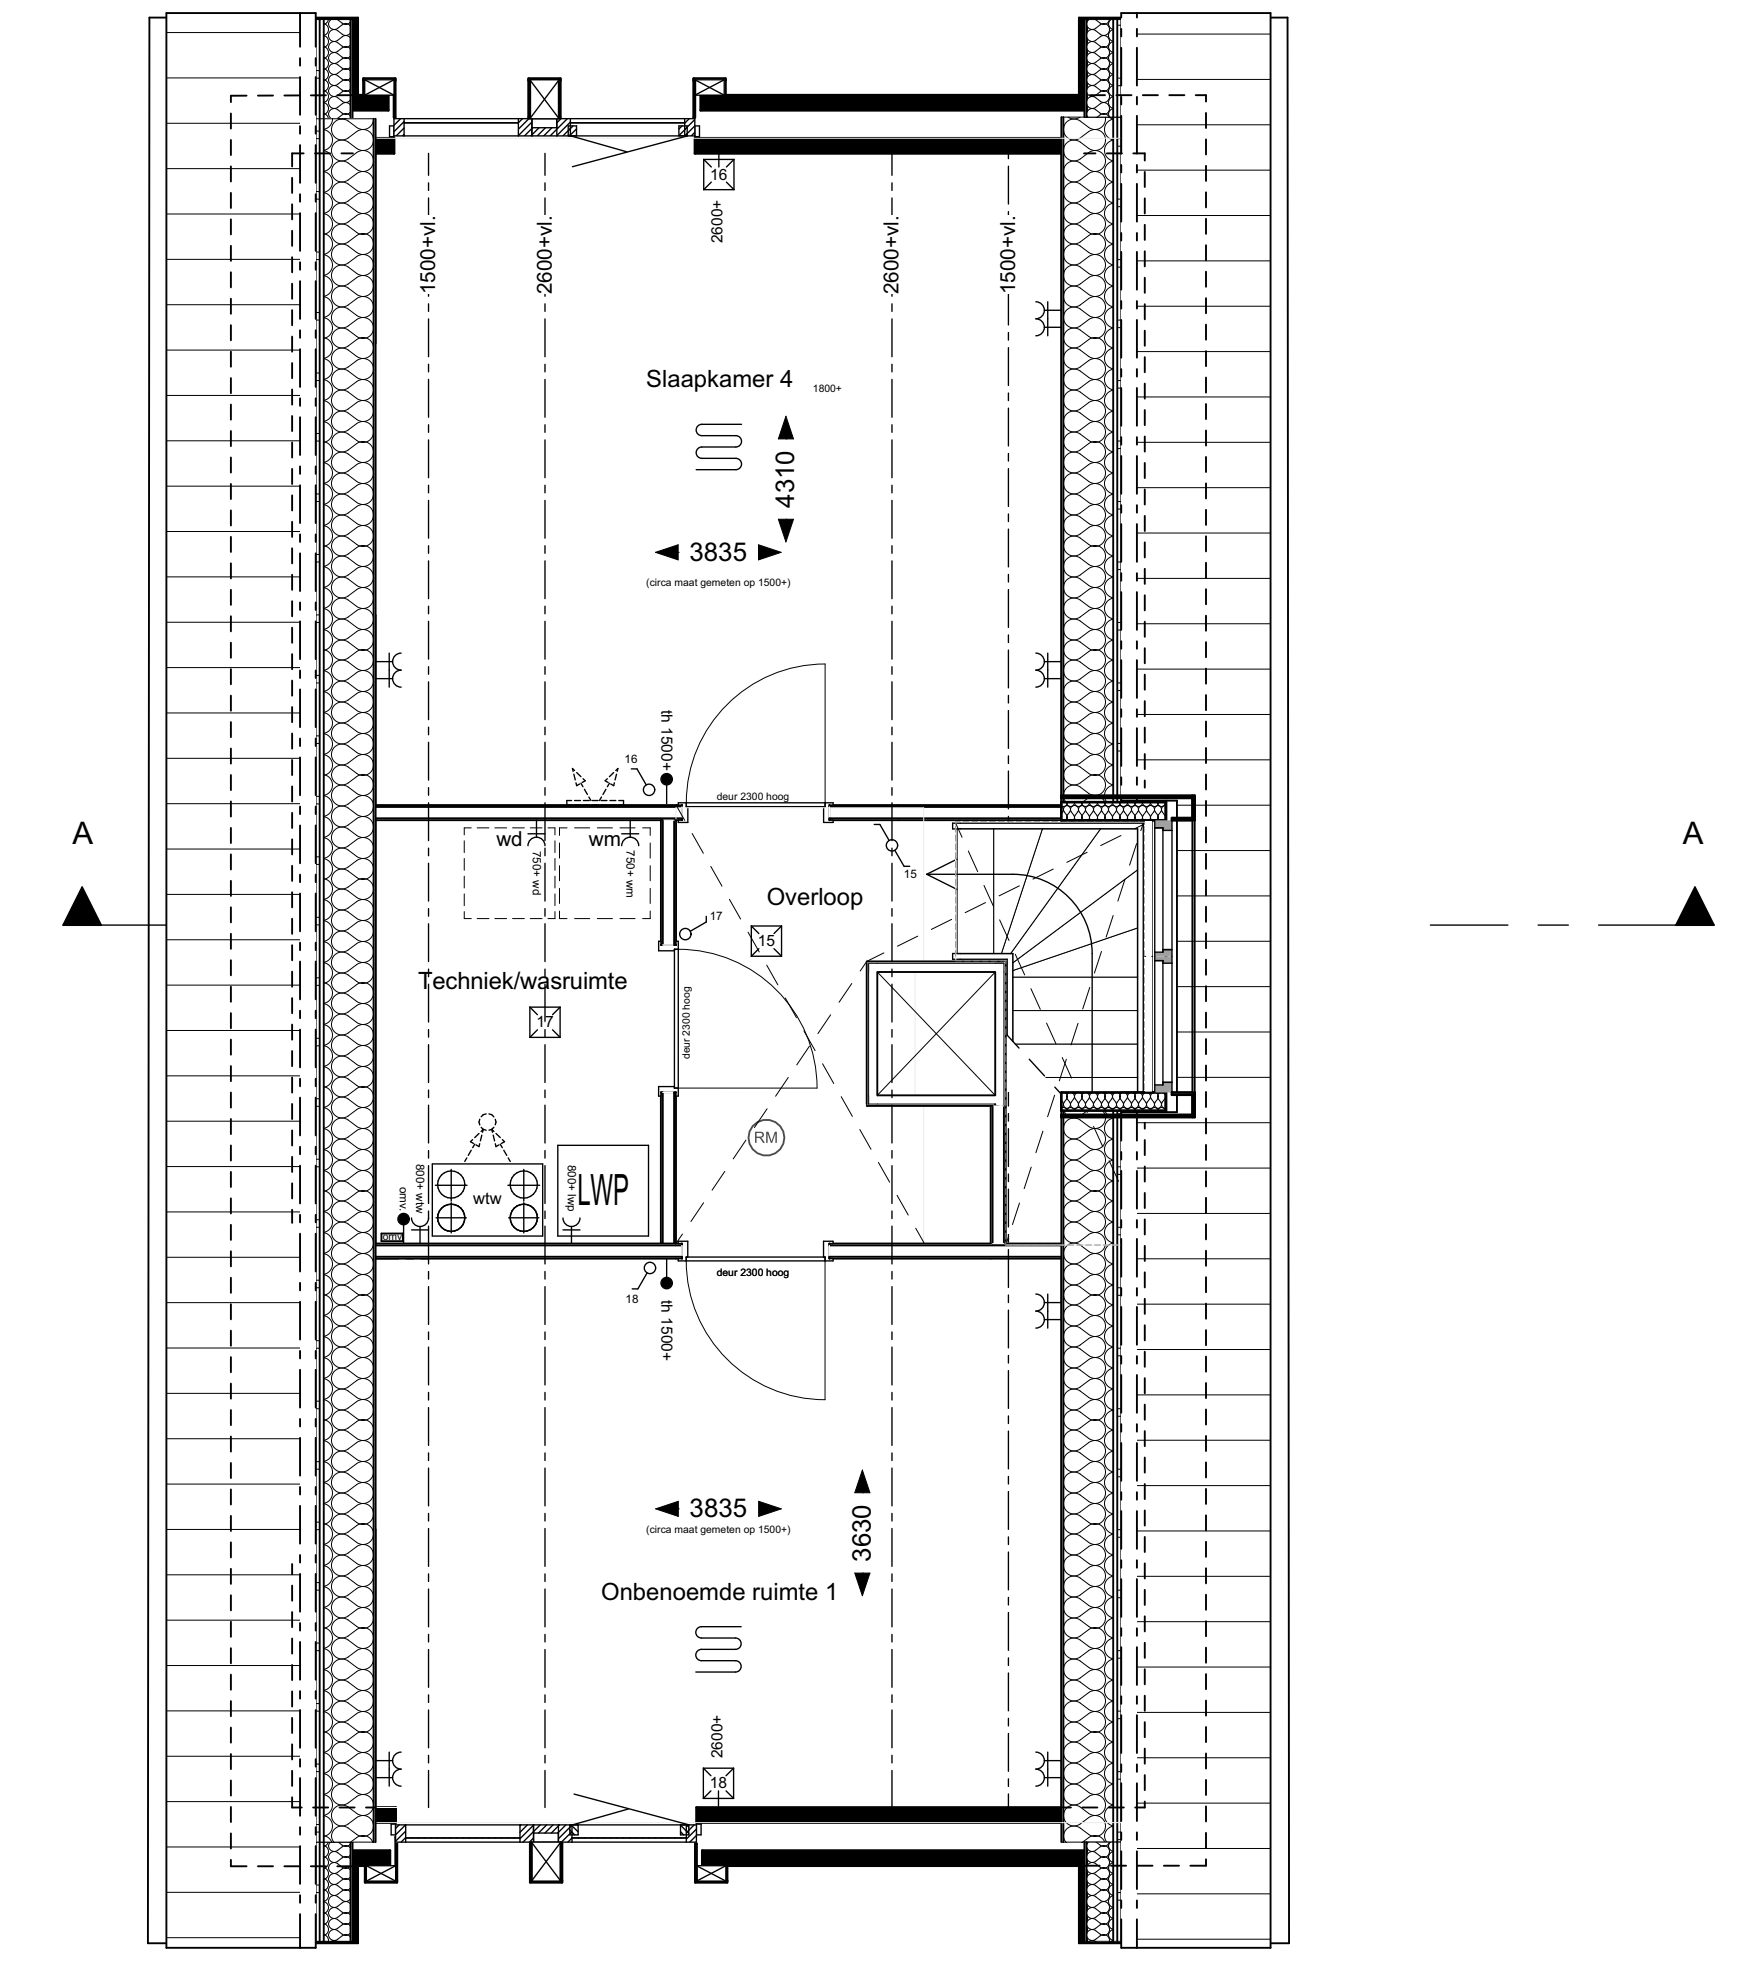 16
2600+
1500+vl.
2600+vl.
2600+vl.
1500+vl.
Slaapkamer 4
1800+
4310
3835
(circa maat gemeten op 1500+)
th 1500+
16
deur 2300 hoog
A
A
wd
wm
750+ wd
750+ wm
15
Overloop
17
15
Techniek/wasruimte
17
deur 2300 hoog
RM
800+ wtw
wtw
800+ lwp
LWP
omv.
omv
deur 2300 hoog
18
th 1500+
3835
(circa maat gemeten op 1500+)
3630
Onbenoemde ruimte 1
2600+
18